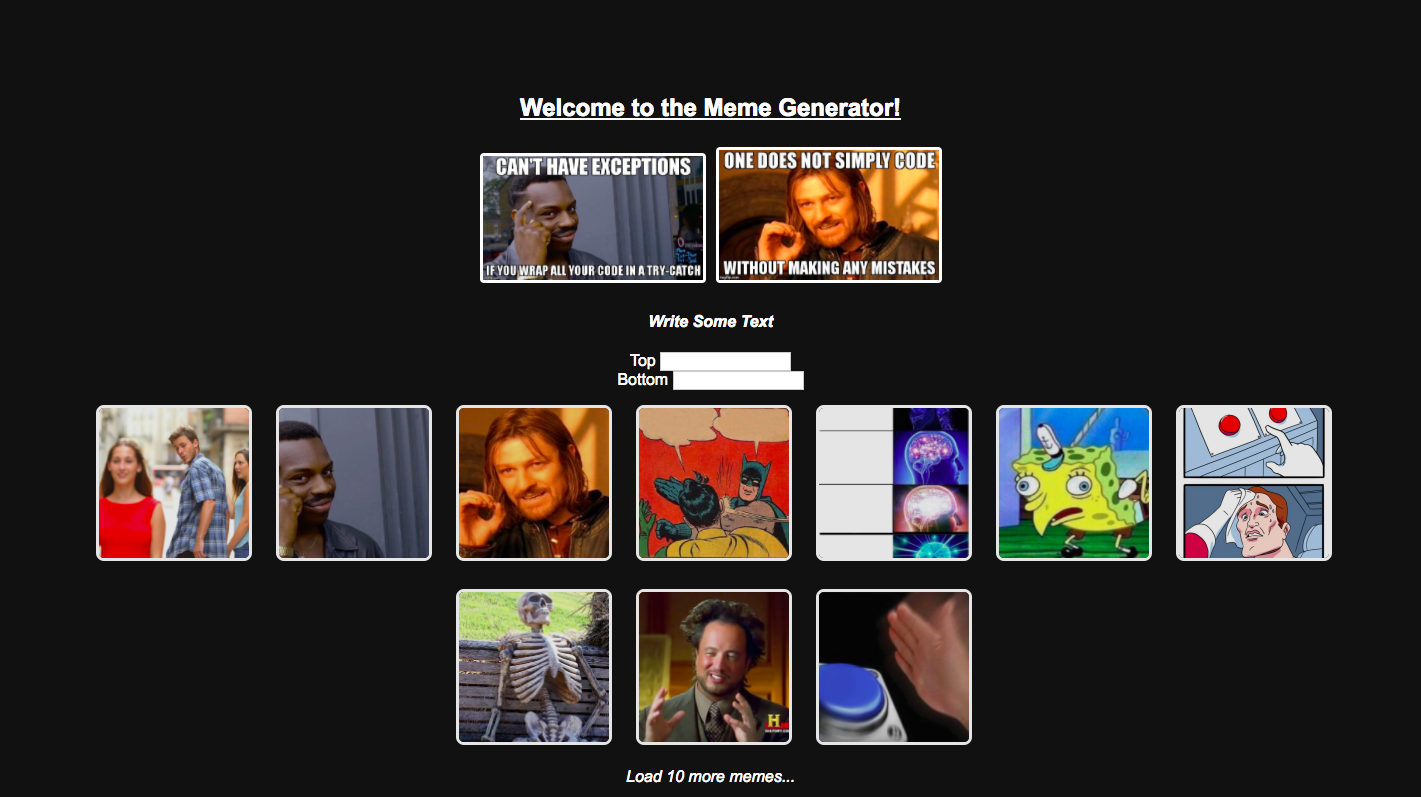 Welcome to the Meme Generator!
CAN'T HAVE EXCEPTIONS
IF YOU WRAP ALL YOUR CODE IN A TRY-CATCH
ONE DOES NOT SIMPLY CODE
WITHOUT MAKING ANY MISTAKES
Write Some Text
Top
Bottom
H
Load 10 more memes...